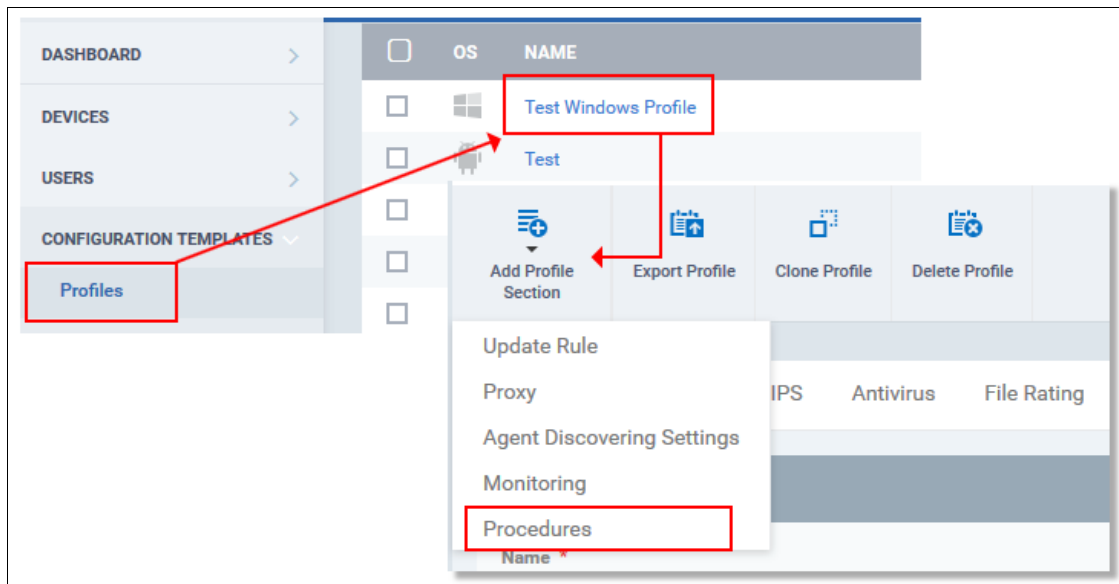 DASHBOARD
DEVICES
USERS
CONFIGURATION TEMPLATES
Profiles
OS NAME
Test Windows Profile
Test
Add Profile
Section
Export Profile
Clone Profile
Delete Profile
Update Rule
Proxy
Agent Discovering Settings
Monitoring
Procedures
IPS Antivirus File Rating
Name *